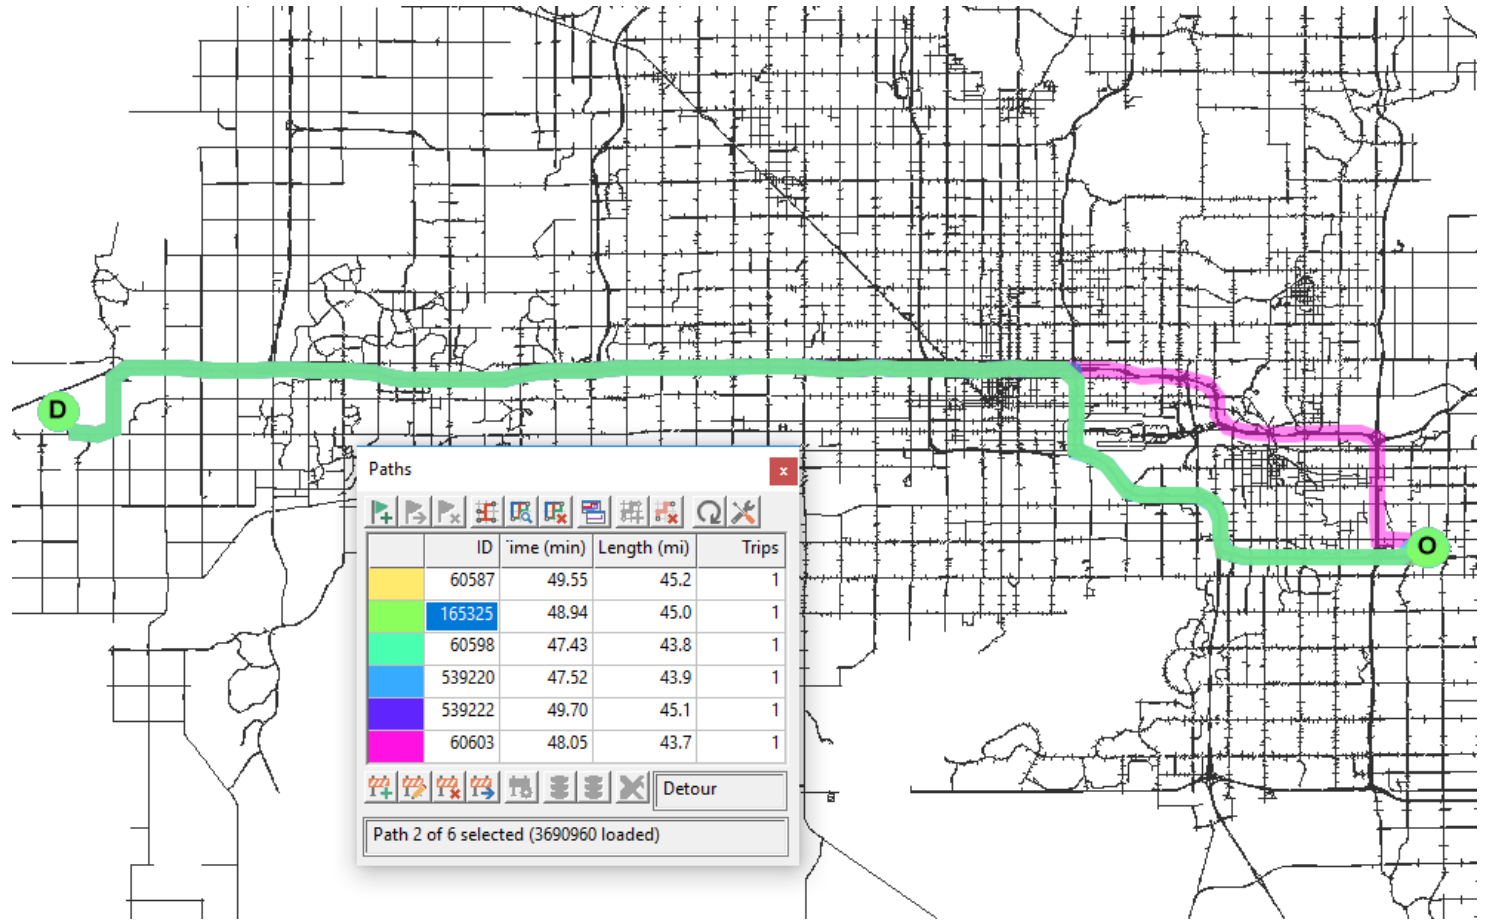 D
O
Paths
x
ID ime (min) Length (mi) Trips
60587 49.55 45.2 1
165325 48.94 45.0 1
60598 47.43 43.8 1
539220 47.52 43.9 1
539222 49.70 45.1 1
60603 48.05 43.7 1
Detour
Path 2 of 6 selected (3690960 loaded)